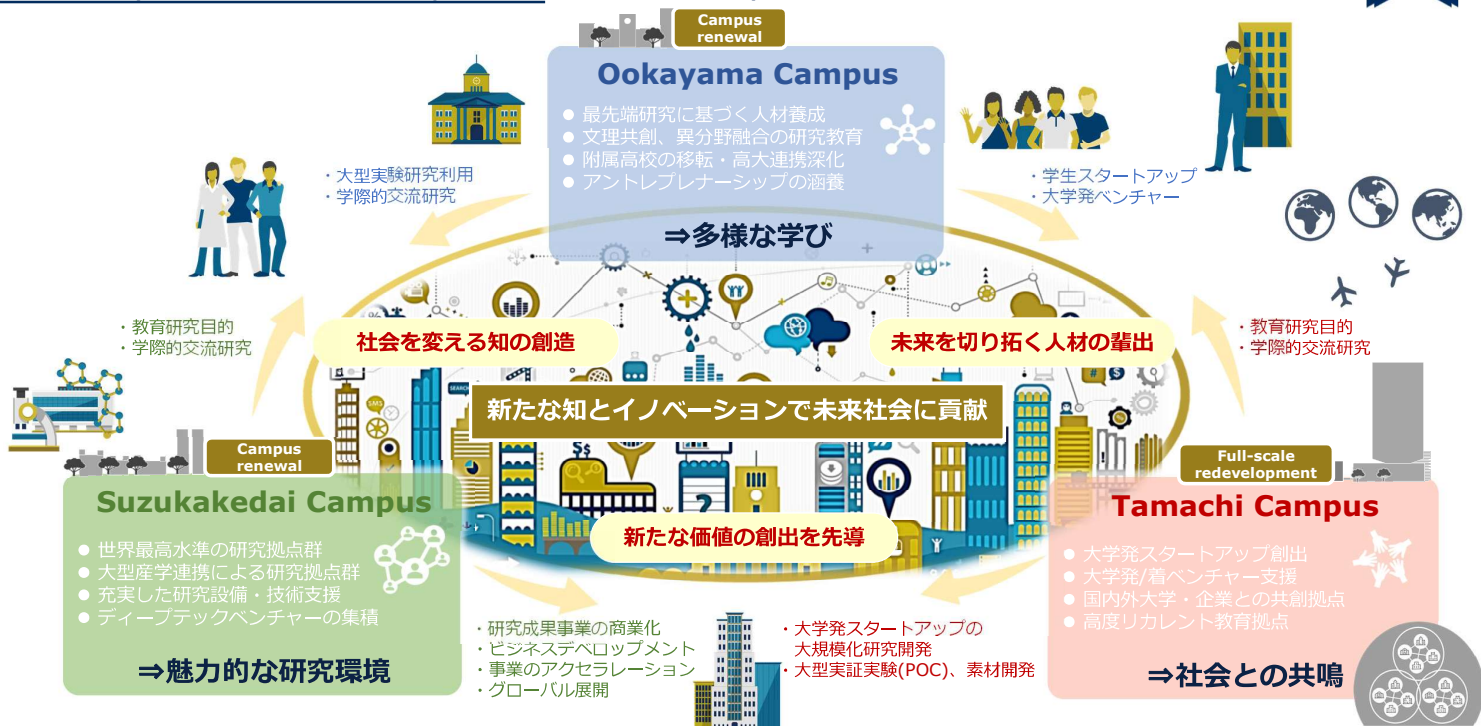 Campus
renewal
Ookayama Campus
● 最先端研究に基づく人材養成
● 文理共創、異分野融合の研究教育
● 附属高校の移転・高大連携深化
● アントレプレナーシップの涵養
⇒多様な学び
・大型実験研究利用
・学際的交流研究
・学生スタートアップ
・大学発ベンチャー
・教育研究目的
・学際的交流研究
・教育研究目的
・学際的交流研究
社会を変える知の創造
未来を切り拓く人材の輩出
SEARCH
SMS
新たな知とイノベーションで未来社会に貢献
新たな価値の創出を先導
Campus
renewal
Suzukakedai Campus
● 世界最高水準の研究拠点群
● 大型産学連携による研究拠点群
● 充実した研究設備・技術支援
● ディープテックベンチャーの集積
⇒魅力的な研究環境
Full-scale
redevelopment
Tamachi Campus
● 大学発スタートアップ創出
● 大学発/着ベンチャー支援
● 国内外大学・企業との共創拠点
● 高度リカレント教育拠点
⇒社会との共鳴
・研究成果事業の商業化
・ビジネスデベロップメント
・事業のアクセラレーション
・グローバル展開
・大学発スタートアップの
大規模化研究開発
・大型実証実験(POC)、素材開発